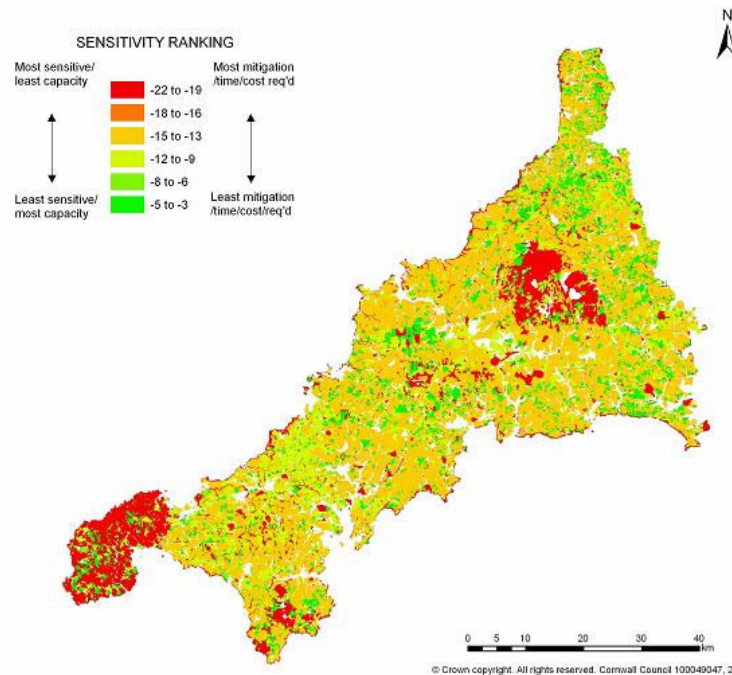 N
SENSITIVITY RANKING
Most sensitive/
least capacity
Most mitigation
/time/cost req'd
-22 to -19
-18 to -16
-15 to -13
-12 to -9
-8 to -6
-5 to -3
Least sensitive/
most capacity
Least mitigation
/time/cost/req'd
0 5 10 20 30 40
km
© Crown copyright. All rights reserved. Cornwall Council 100049047, 2